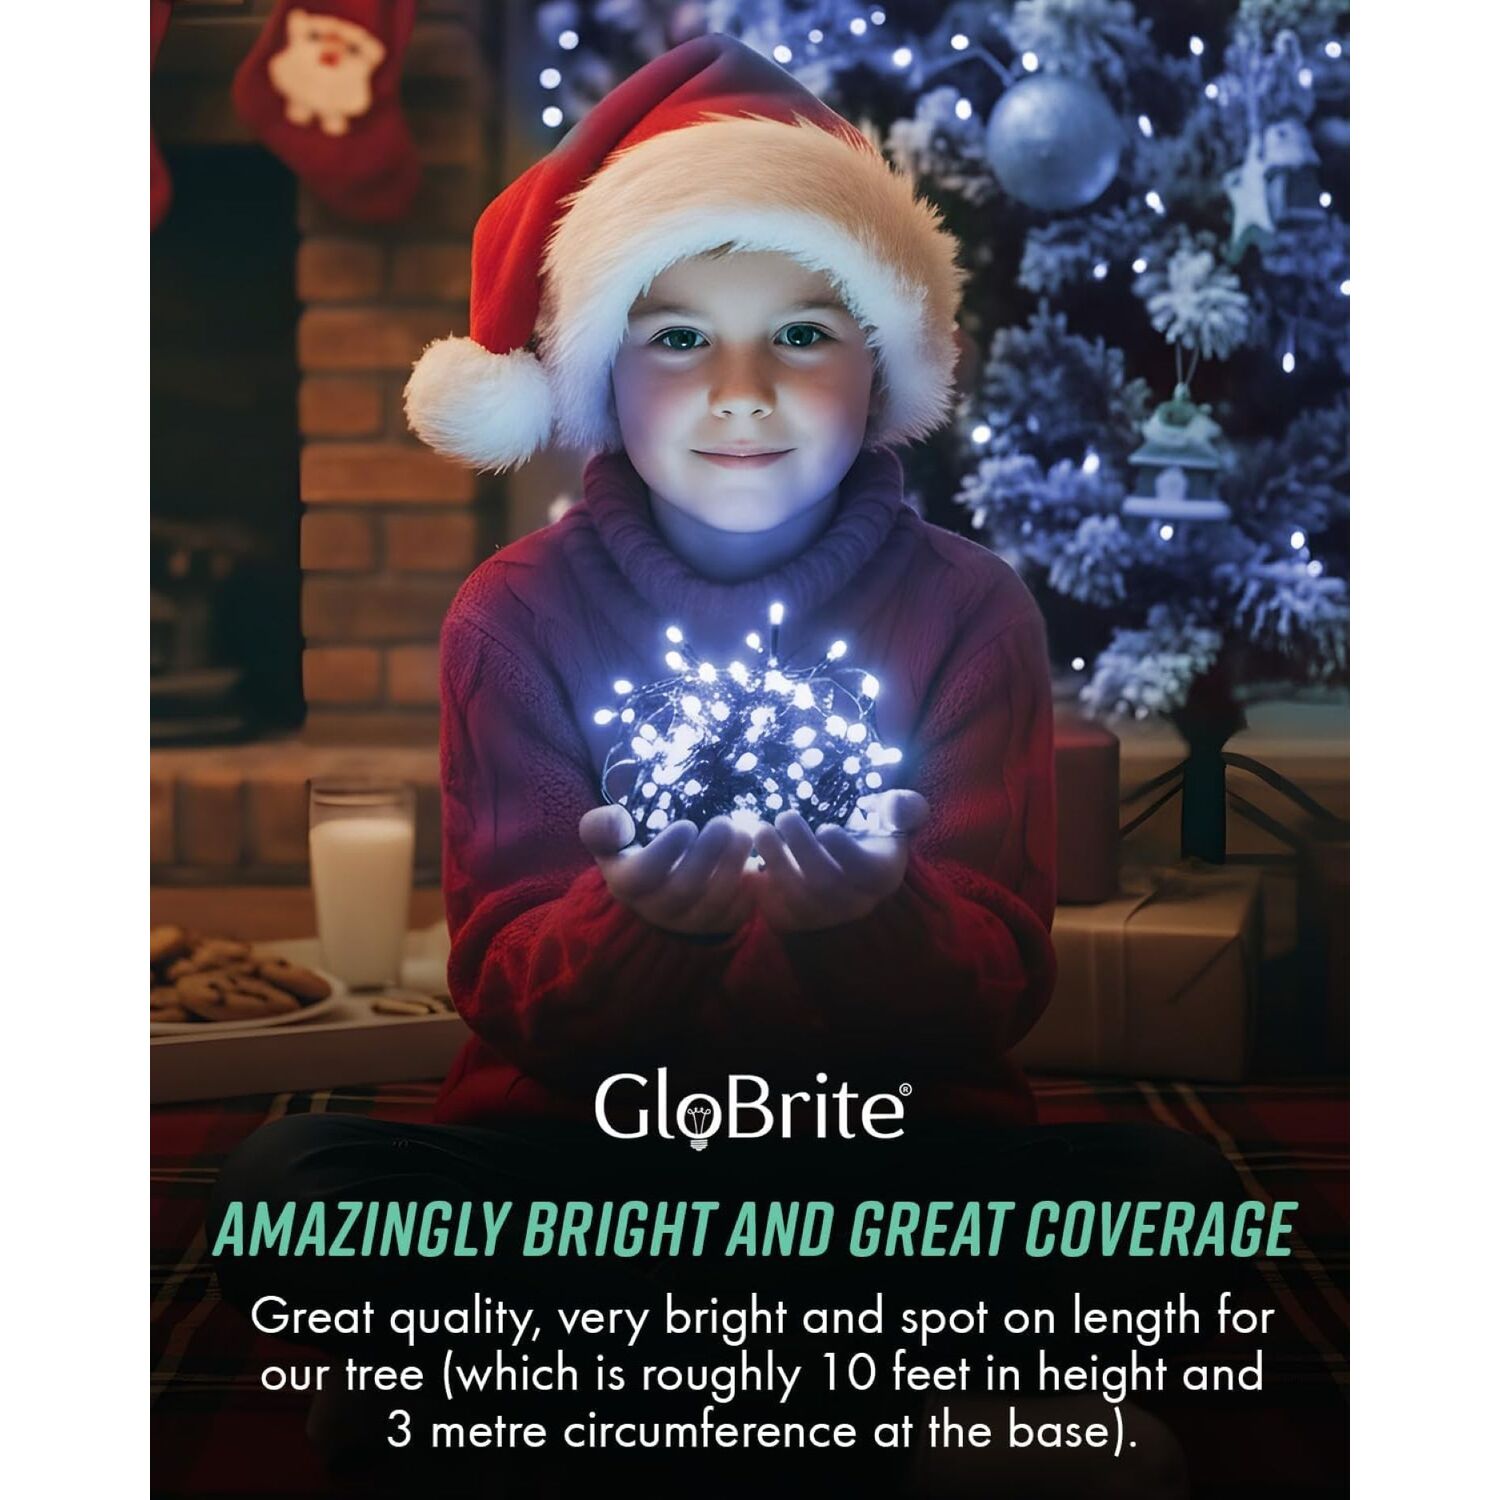 GloBrite®
AMAZINGLY BRIGHT AND GREAT COVERAGE
Great quality, very bright and spot on length for
our tree (which is roughly 10 feet in height and
3 metre circumference at the base).